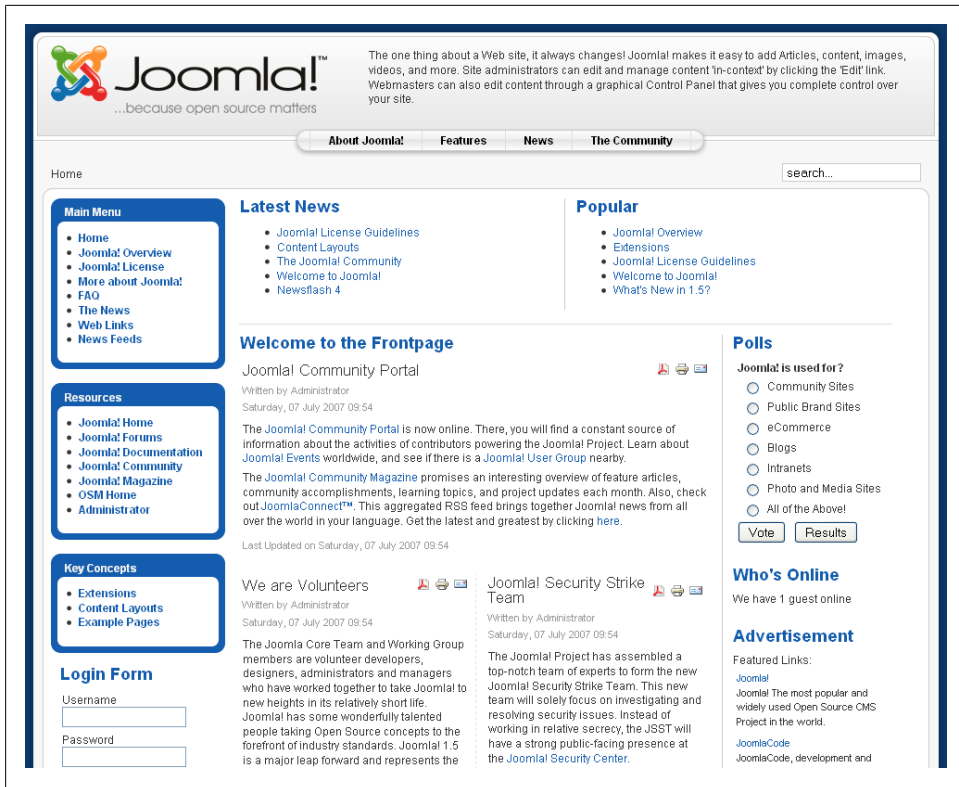 Joomla!™
...because open source matters
The one thing about a Web site, it always changes! Joomla! makes it easy to add Articles, content, images,
videos, and more. Site administrators can edit and manage content 'in-context' by clicking the 'Edit' link.
Webmasters can also edit content through a graphical Control Panel that gives you complete control over
your site.
About Joomla! Features News The Community
Home
search...
Main Menu
Home
Joomla! Overview
Joomla! License
More about Joomla!
FAQ
The News
Web Links
News Feeds
Resources
Joomla! Home
Joomla! Forums
Joomla! Documentation
Joomla! Community
Joomla! Magazine
OSM Home
Administrator
Key Concepts
Extensions
Content Layouts
Example Pages
Login Form
Username
Password
Latest News
Joomla! License Guidelines
Content Layouts
The Joomla! Community
Welcome to Joomla!
Newsflash 4
Popular
Joomla! Overview
Extensions
Joomla! License Guidelines
Welcome to Joomla!
What's New in 1.5?
Welcome to the Frontpage
Joomla! Community Portal
Written by Administrator
Saturday, 07 July 2007 09:54
The Joomla! Community Portal is now online. There, you will find a constant source of
information about the activities of contributors powering the Joomla! Project. Learn about
Joomla! Events worldwide, and see if there is a Joomla! User Group nearby.
The Joomla! Community Magazine promises an interesting overview of feature articles,
community accomplishments, learning topics, and project updates each month. Also, check
out JoomlaConnect™. This aggregated RSS feed brings together Joomla! news from all
over the world in your language. Get the latest and greatest by clicking here.
Last Updated on Saturday, 07 July 2007 09:54
We are Volunteers
Written by Administrator
Saturday, 07 July 2007 09:54
The Joomla Core Team and Working Group
members are volunteer developers,
designers, administrators and managers
who have worked together to take Joomla! to
new heights in its relatively short life.
Joomla! has some wonderfully talented
people taking Open Source concepts to the
forefront of industry standards. Joomla! 1.5
is a major leap forward and represents the
Joomla! Security Strike
Team
Written by Administrator
Saturday, 07 July 2007 09:54
The Joomla! Project has assembled a
top-notch team of experts to form the new
Joomla! Security Strike Team. This new
team will solely focus on investigating and
resolving security issues. Instead of
working in relative secrecy, the JSST will
have a strong public-facing presence at
the Joomla! Security Center.
Polls
Joomla! is used for?
Community Sites
Public Brand Sites
eCommerce
Blogs
Intranets
Photo and Media Sites
All of the Above!
Vote Results
Who's Online
We have 1 guest online
Advertisement
Featured Links:
Joomla!
Joomla! The most popular and
widely used Open Source CMS
Project in the world.
JoomlaCode
JoomlaCode, development and